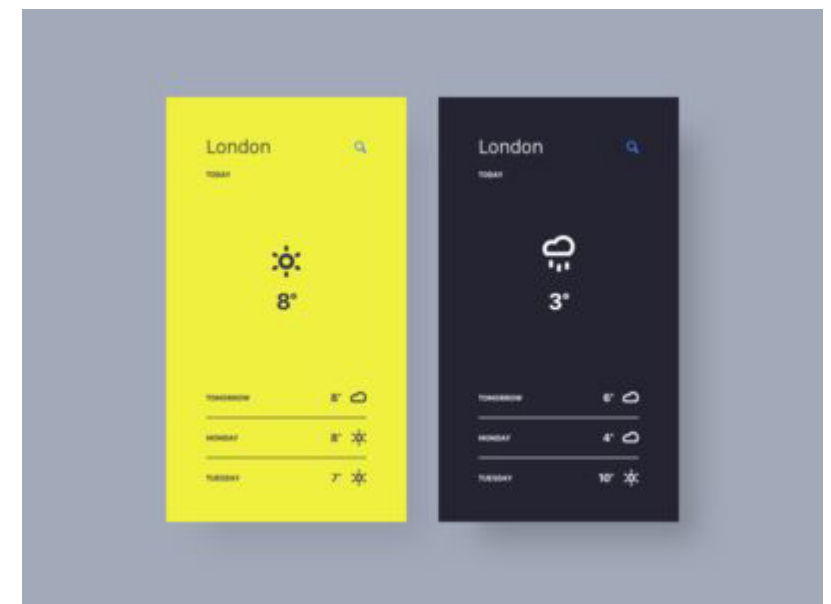 London
TODAY
8°
TOMORROW 8°
MONDAY 8°
TUESDAY 7°
London
TODAY
3°
TOMORROW 6°
MONDAY 4°
TUESDAY 10°